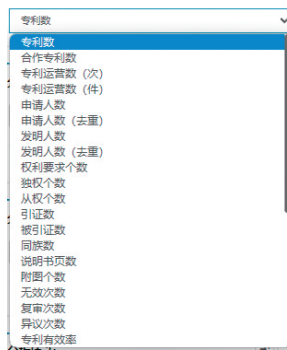 专利数
专利数
合作专利数
专利运营数（次）
专利运营数（件）
申请人数
申请人数（去重）
发明人数
发明人数（去重）
权利要求个数
独权个数
从权个数
引证数
被引证数
同族数
说明书页数
附图个数
无效次数
复审次数
异议次数
专利有效率